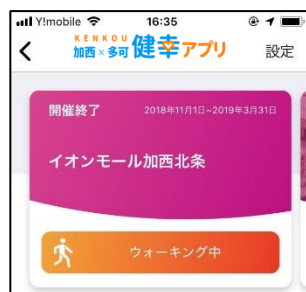 Y!mobile 16:35
KENKOU
加西×多可 健幸アプリ 設定
開催終了 2018年11月1日~2019年3月31日
イオンモール加西北条
ウォーキング中